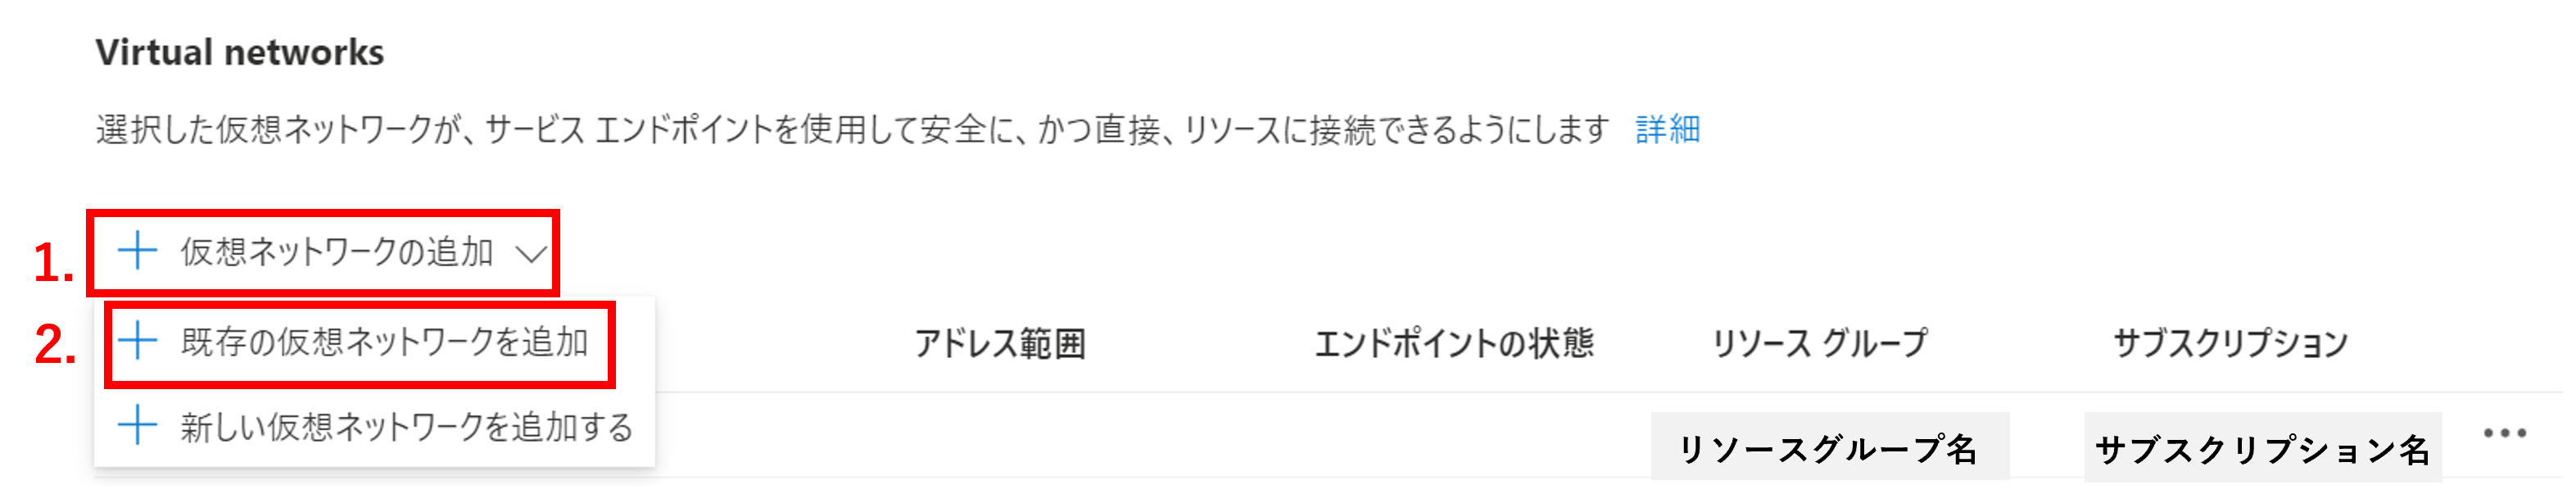 Virtual networks
選択した仮想ネットワークが、サービス エンドポイントを使用して安全に、かつ直接、リソースに接続できるようにします 詳細
1. 仮想ネットワークの追加
2. 既存の仮想ネットワークを追加 アドレス範囲 エンドポイントの状態 リソース グループ サブスクリプション
新しい仮想ネットワークを追加する リソースグループ名 サブスクリプション名 •••